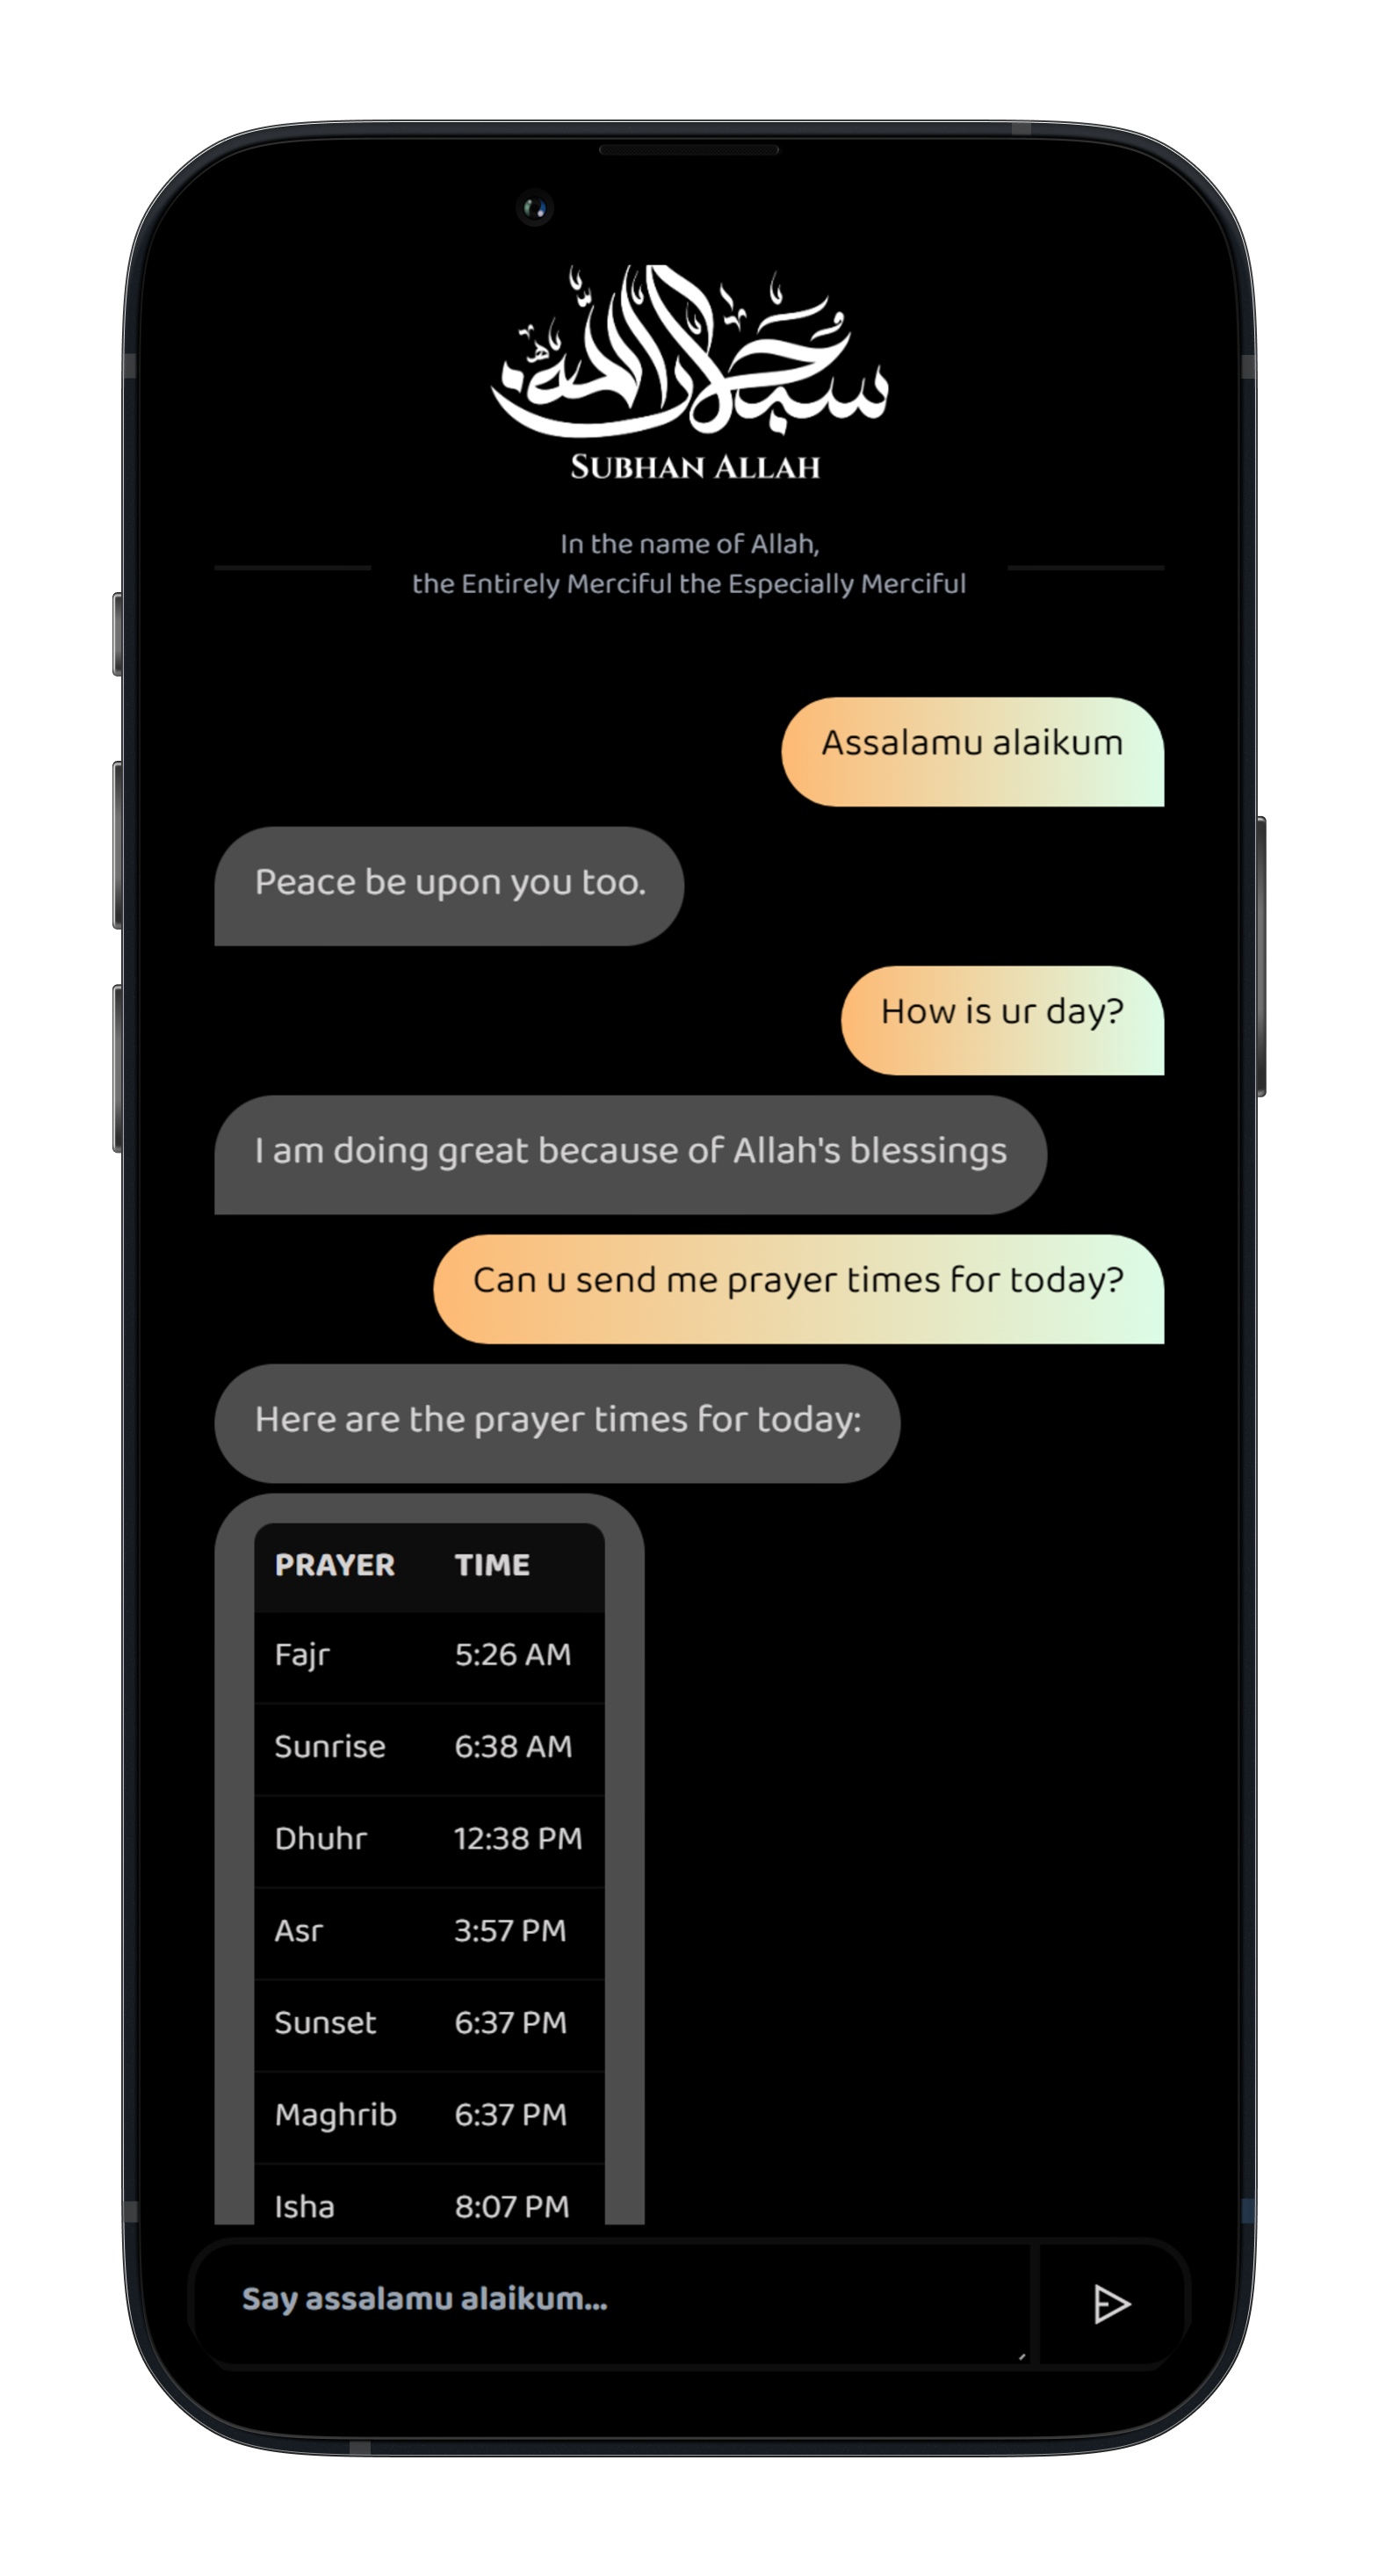 سبحان الله
SUBHAN ALLAH
In the name of Allah,
the Entirely Merciful the Especially Merciful
Assalamu alaikum
Peace be upon you too.
How is ur day?
I am doing great because of Allah's blessings
Can u send me prayer times for today?
Here are the prayer times for today:
PRAYER TIME
Fajr 5:26 AM
Sunrise 6:38 AM
Dhuhr 12:38 PM
Asr 3:57 PM
Sunset 6:37 PM
Maghrib 6:37 PM
Isha 8:07 PM
Say assalamu alaikum...